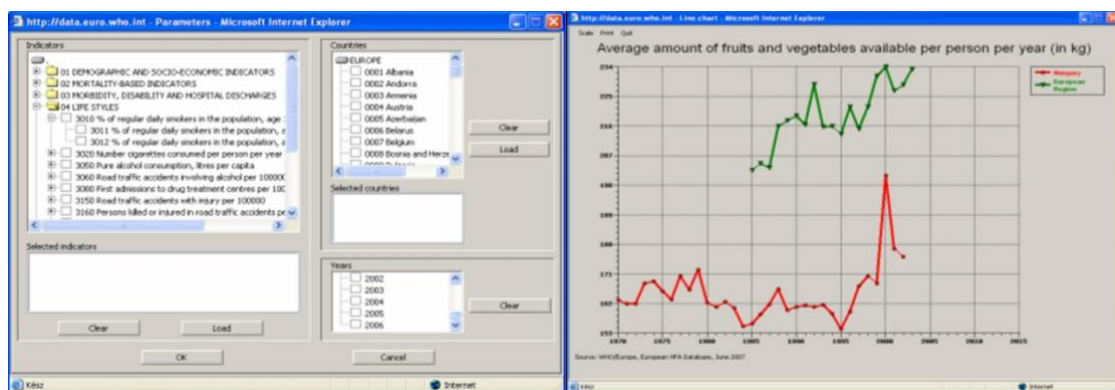 http://data.euro.who.int - Parameters - Microsoft Internet Explorer
Indicators
01 DEMOGRAPHIC AND SOCIO-ECONOMIC INDICATORS
02 MORTALITY-BASED INDICATORS
03 MORBIDITY, DISABILITY AND HOSPITAL DISCHARGES
04 LIFE STYLES
3010 % of regular daily smokers in the population, age
3011 % of regular daily smokers in the population, a
3012 % of regular daily smokers in the population, a
3020 Number cigarettes consumed per person per year
3050 Pure alcohol consumption, litres per capita
3060 Road traffic accidents involving alcohol per 100000
3080 First admissions to drug treatment centres per 100
3150 Road traffic accidents with injury per 100000
3160 Persons killed or injured in road traffic accidents pe
Selected indicators
Clear
Load
Countries
EUROPE
0001 Albania
0002 Andorra
0003 Armenia
0004 Austria
0005 Azerbaijan
0006 Belarus
0007 Belgium
0008 Bosnia and Herze
Clear
Load
Selected countries
Years
2002
2003
2004
2005
2006
Clear
OK
Cancel
Kész
Internet
http://data.euro.who.int - Line chart - Microsoft Internet Explorer
Scale Print Quit
Average amount of fruits and vegetables available per person per year (in kg)
Hungary
European
Region
234
225
216
207
198
171
162
153
1970 1975 1980 1985 1990 1995 2000 2005 2010 2015
Source: WHO/Europe, European HFA Database, June 2007
Kész
Internet